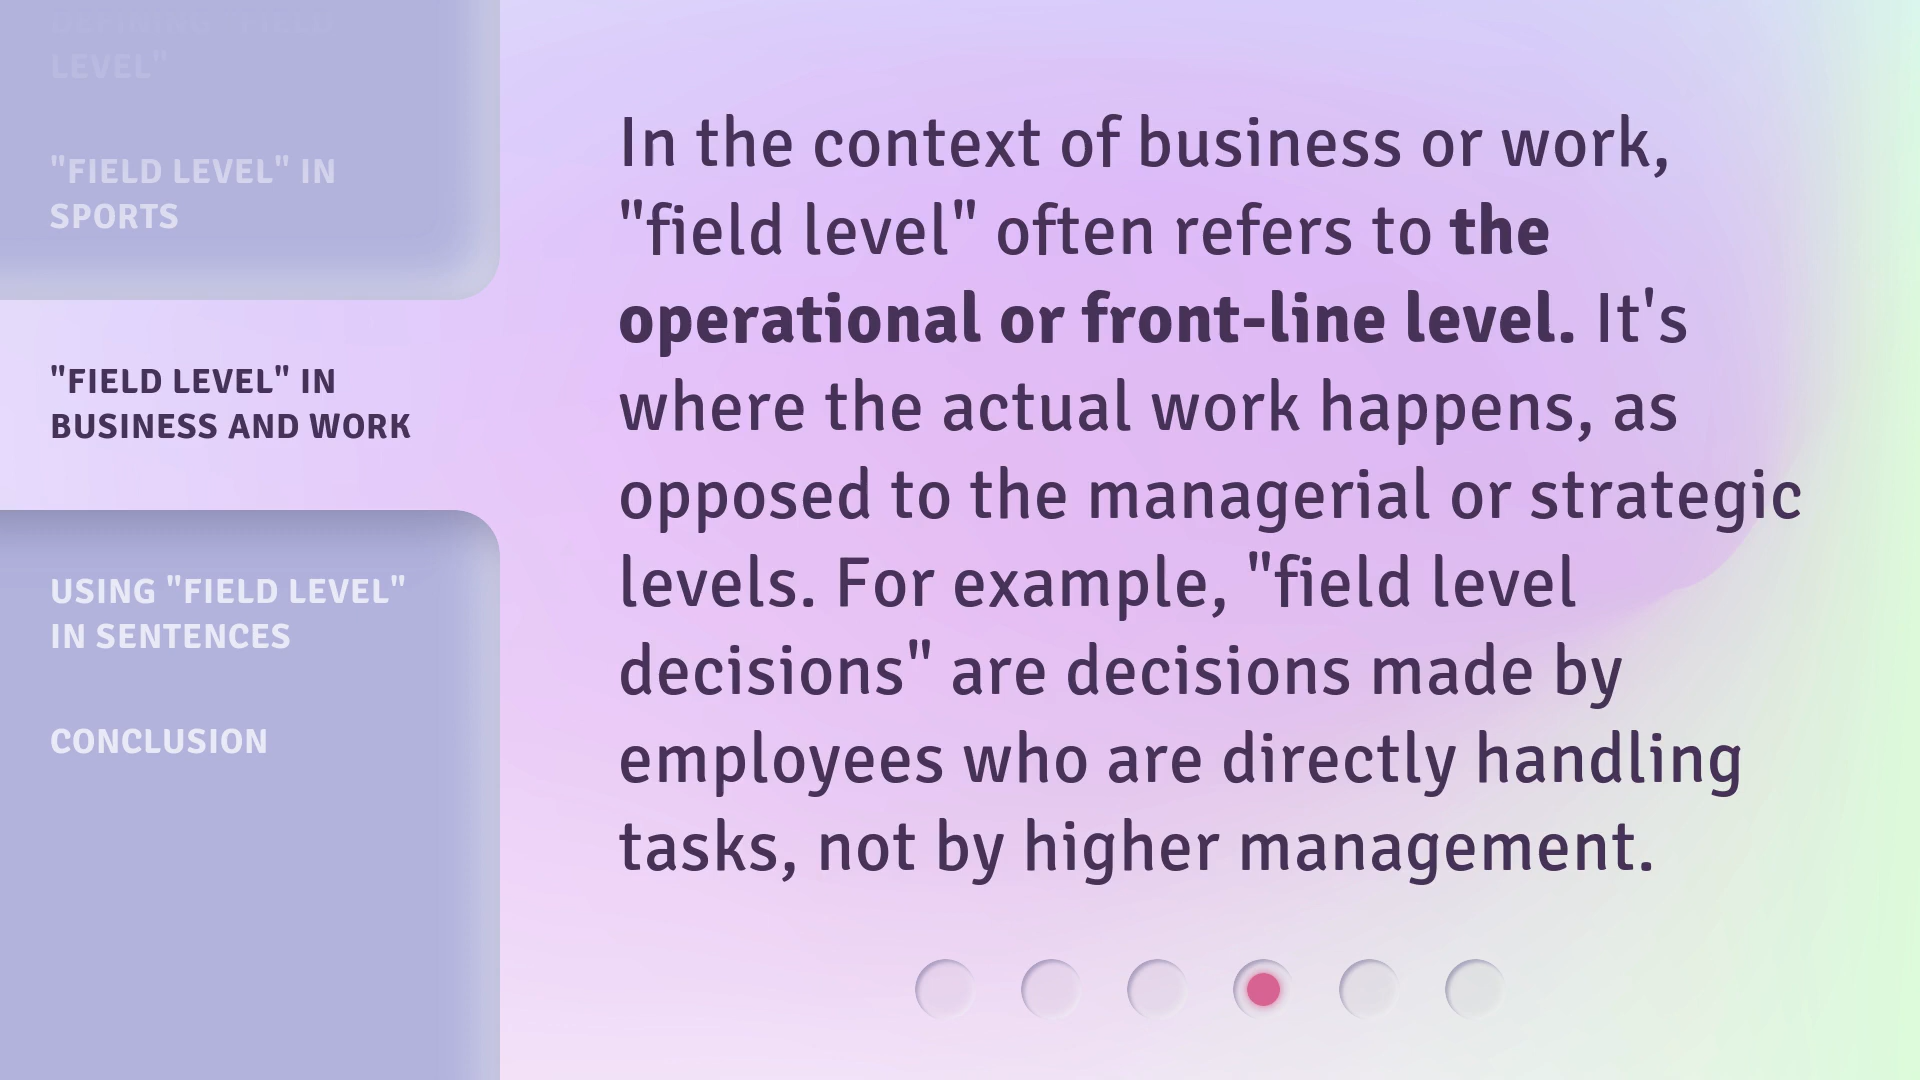 DEFINING "FIELD
LEVEL"
"FIELD LEVEL" IN
SPORTS
"FIELD LEVEL" IN
BUSINESS AND WORK
USING "FIELD LEVEL"
IN SENTENCES
CONCLUSION
In the context of business or work,
"field level" often refers to the
operational or front-line level. It's
where the actual work happens, as
opposed to the managerial or strategic
levels. For example, "field level
decisions" are decisions made by
employees who are directly handling
tasks, not by higher management.